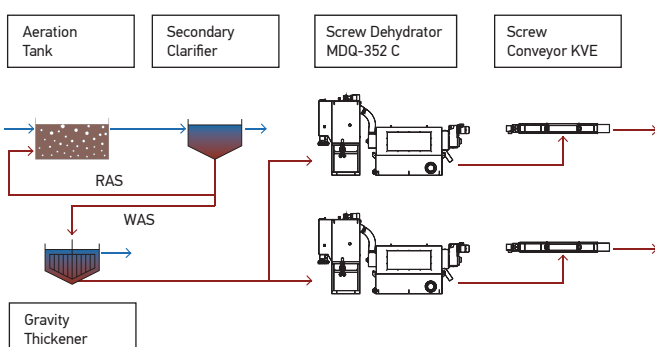 Aeration
Tank
Secondary
Clarifier
Screw Dehydrator
MDQ-352 C
Screw
Conveyor KVE
RAS
WAS
Gravity
Thickener